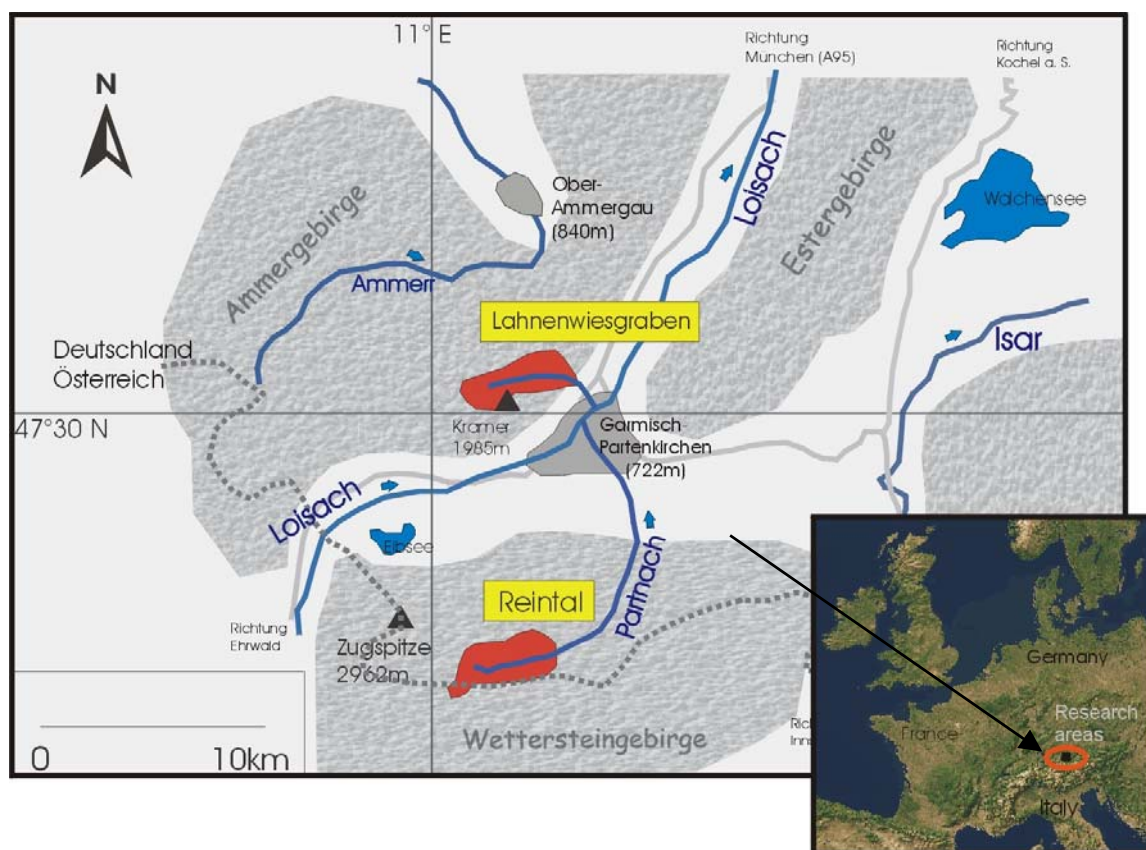 11° E
Richtung
München (A95)
Richtung
Kochel a. S.
N
Ober-
Ammergau
(840m)
Loisach
Walchensee
Estergebirge
Ammergebirge
Ammerr
Lahnenwiesgraben
Isar
Deutschland
Österreich
47°30 N
Kramer
1985m
Garmisch-
Partenkirchen
(722m)
Loisach
Eibsee
Partnach
Reintal
Richtung
Ehrwald
Zugspitze
2962m
Wettersteingebirge
0 10km
Germany
Research
areas
France
Italy